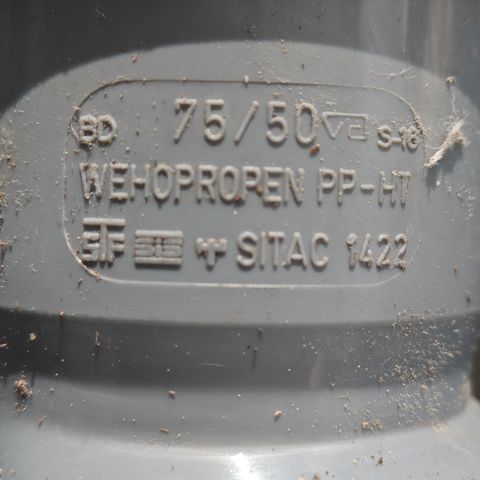 BD 75/50 S-16
WEHOPROPEN PP-HT
SITAC 1422